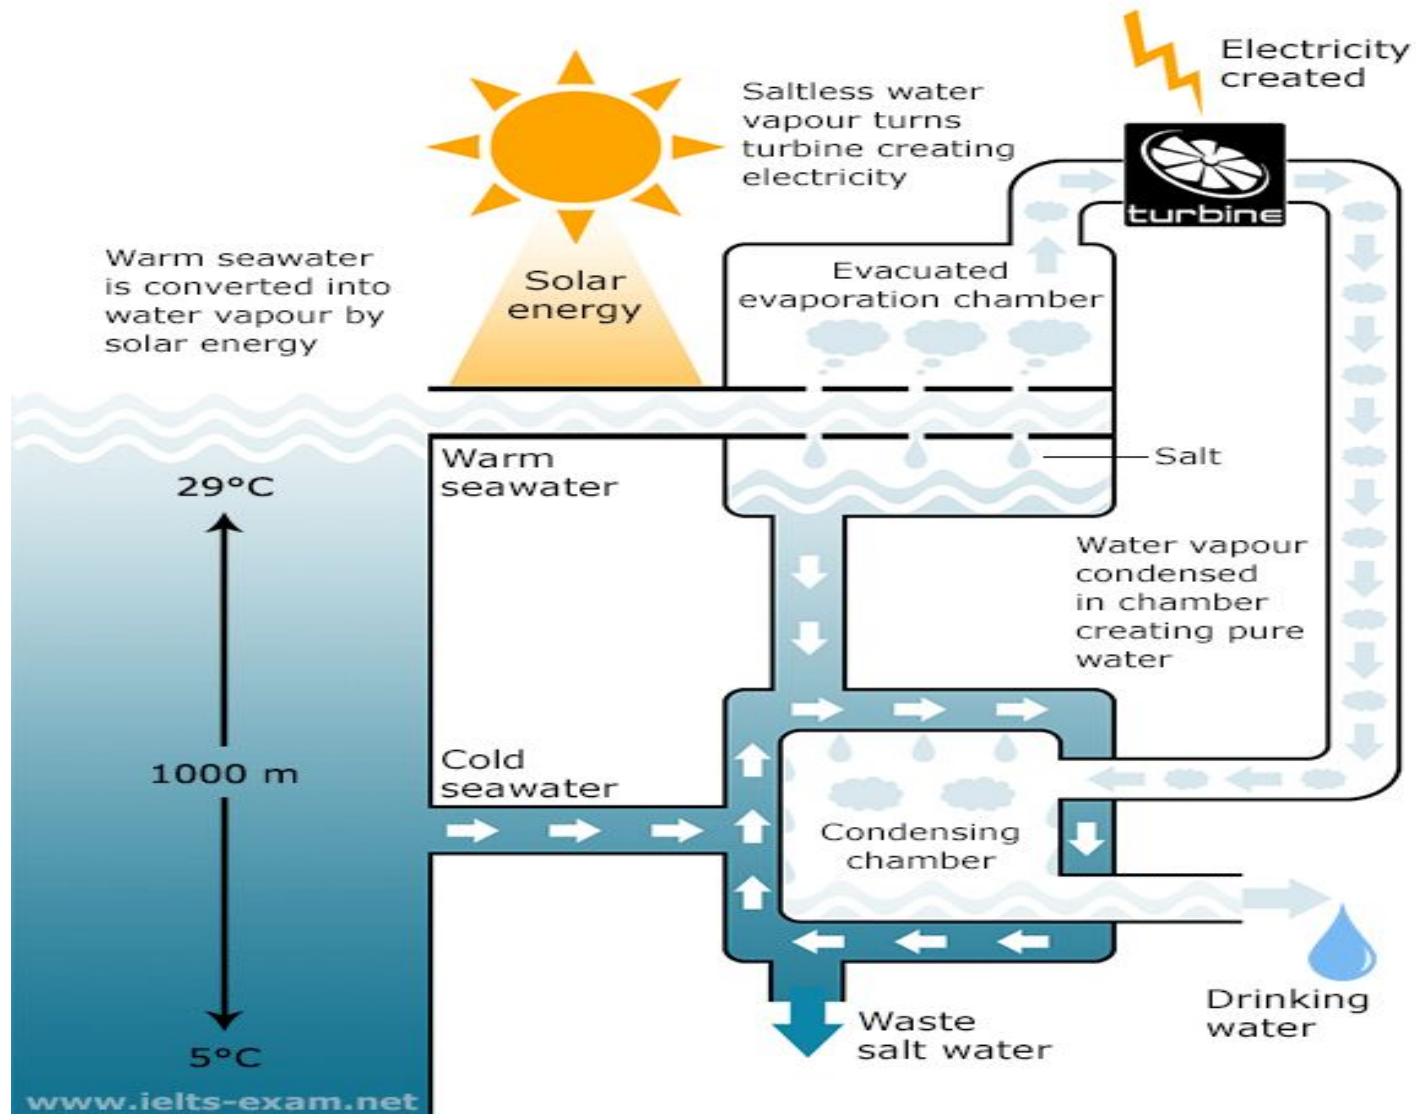 Electricity
created
Saltless water
vapour turns
turbine creating
electricity
turbine
Warm seawater
is converted into
water vapour by
solar energy
Solar
energy
Evacuated
evaporation chamber
Warm
seawater
29°C
Salt
Water vapour
condensed
in chamber
creating pure
water
1000 m
Cold
seawater
Condensing
chamber
Drinking
water
Waste
salt water
5°C
www.ielts-exam.net